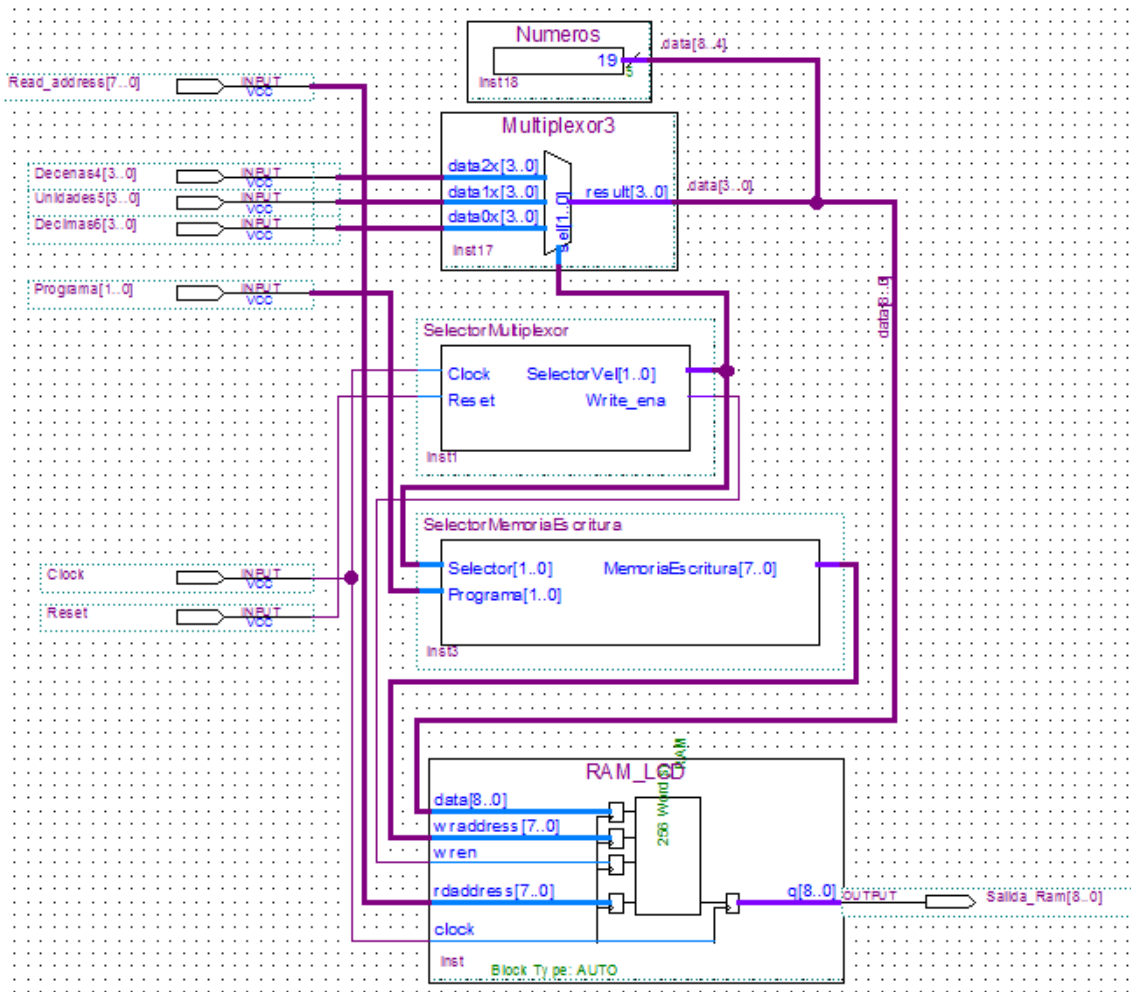 Numeros
19
5
data[8..4]
Inst18
Read_address[7..0]
INPUT
VCC
Multiplexor3
Decenas4[3..0]
INPUT
VCC
Unidades5[3..0]
INPUT
VCC
Decimas6[3..0]
INPUT
VCC
data2x[3..0]
data1x[3..0]
data0x[3..0]
sel[1..0]
result[3..0]
data[3..0]
Inst17
Programa[1..0]
INPUT
VCC
data[8..0]
SelectorMultiplexor
Clock
SelectorVel[1..0]
Reset
Write_ena
Inst1
SelectorMemoriaEscritura
Selector[1..0]
MemoriaEscritura[7..0]
Programa[1..0]
Inst3
Clock
INPUT
VCC
Reset
INPUT
VCC
RAM_LCD
data[8..0]
wraddress[7..0]
wren
rdaddress[7..0]
clock
256 Word(s)
RAM
q[8..0]
OUTPUT
Salida_Ram[8..0]
Inst
Block Type: AUTO